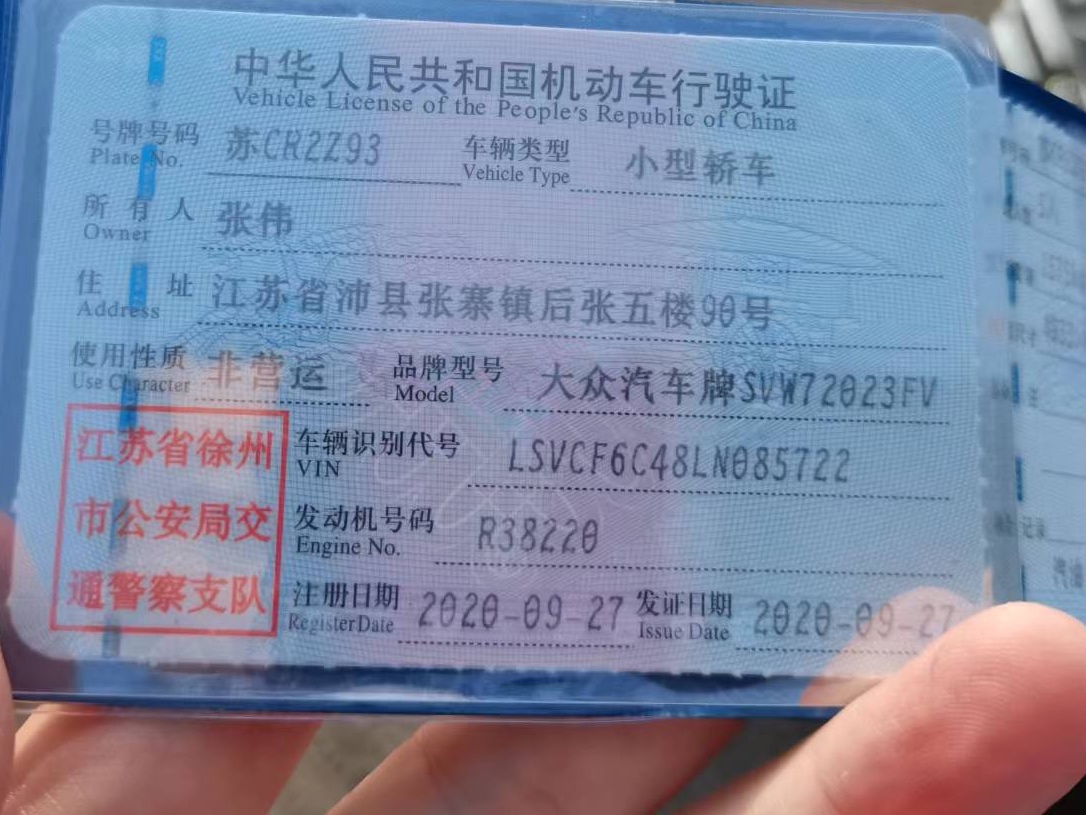 中华人民共和国机动车行驶证
Vehicle License of the People's Republic of China
号牌号码 苏CR2Z93 车辆类型 小型轿车
Plate No. Vehicle Type
所有人 张伟
Owner
住址 江苏省沛县张寨镇后张五楼90号
Address
使用性质 非营运 品牌型号 大众汽车牌SVW72023FV
Use Character Model
江苏省徐州
市公安局交
通警察支队
车辆识别代号 LSVCF6C48LN085722
VIN
发动机号码 R38220
Engine No.
注册日期 2020-09-27 发证日期 2020-09-27
Register Date Issue Date